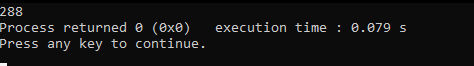 288
Process returned 0 (0x0)   execution time : 0.079 s
Press any key to continue.